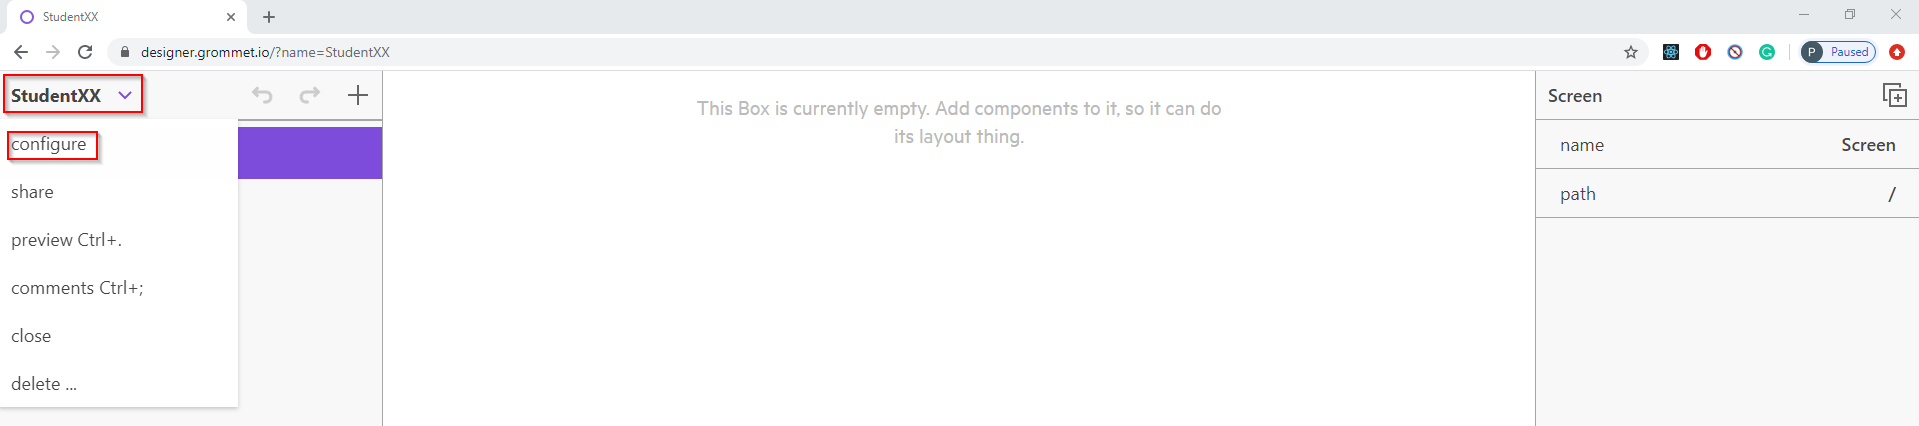 StudentXX
designer.grommet.io/?name=StudentXX
P Paused
StudentXX
configure
share
preview Ctrl+.
comments Ctrl+;
close
delete ...
This Box is currently empty. Add components to it, so it can do
its layout thing.
Screen
name Screen
path /